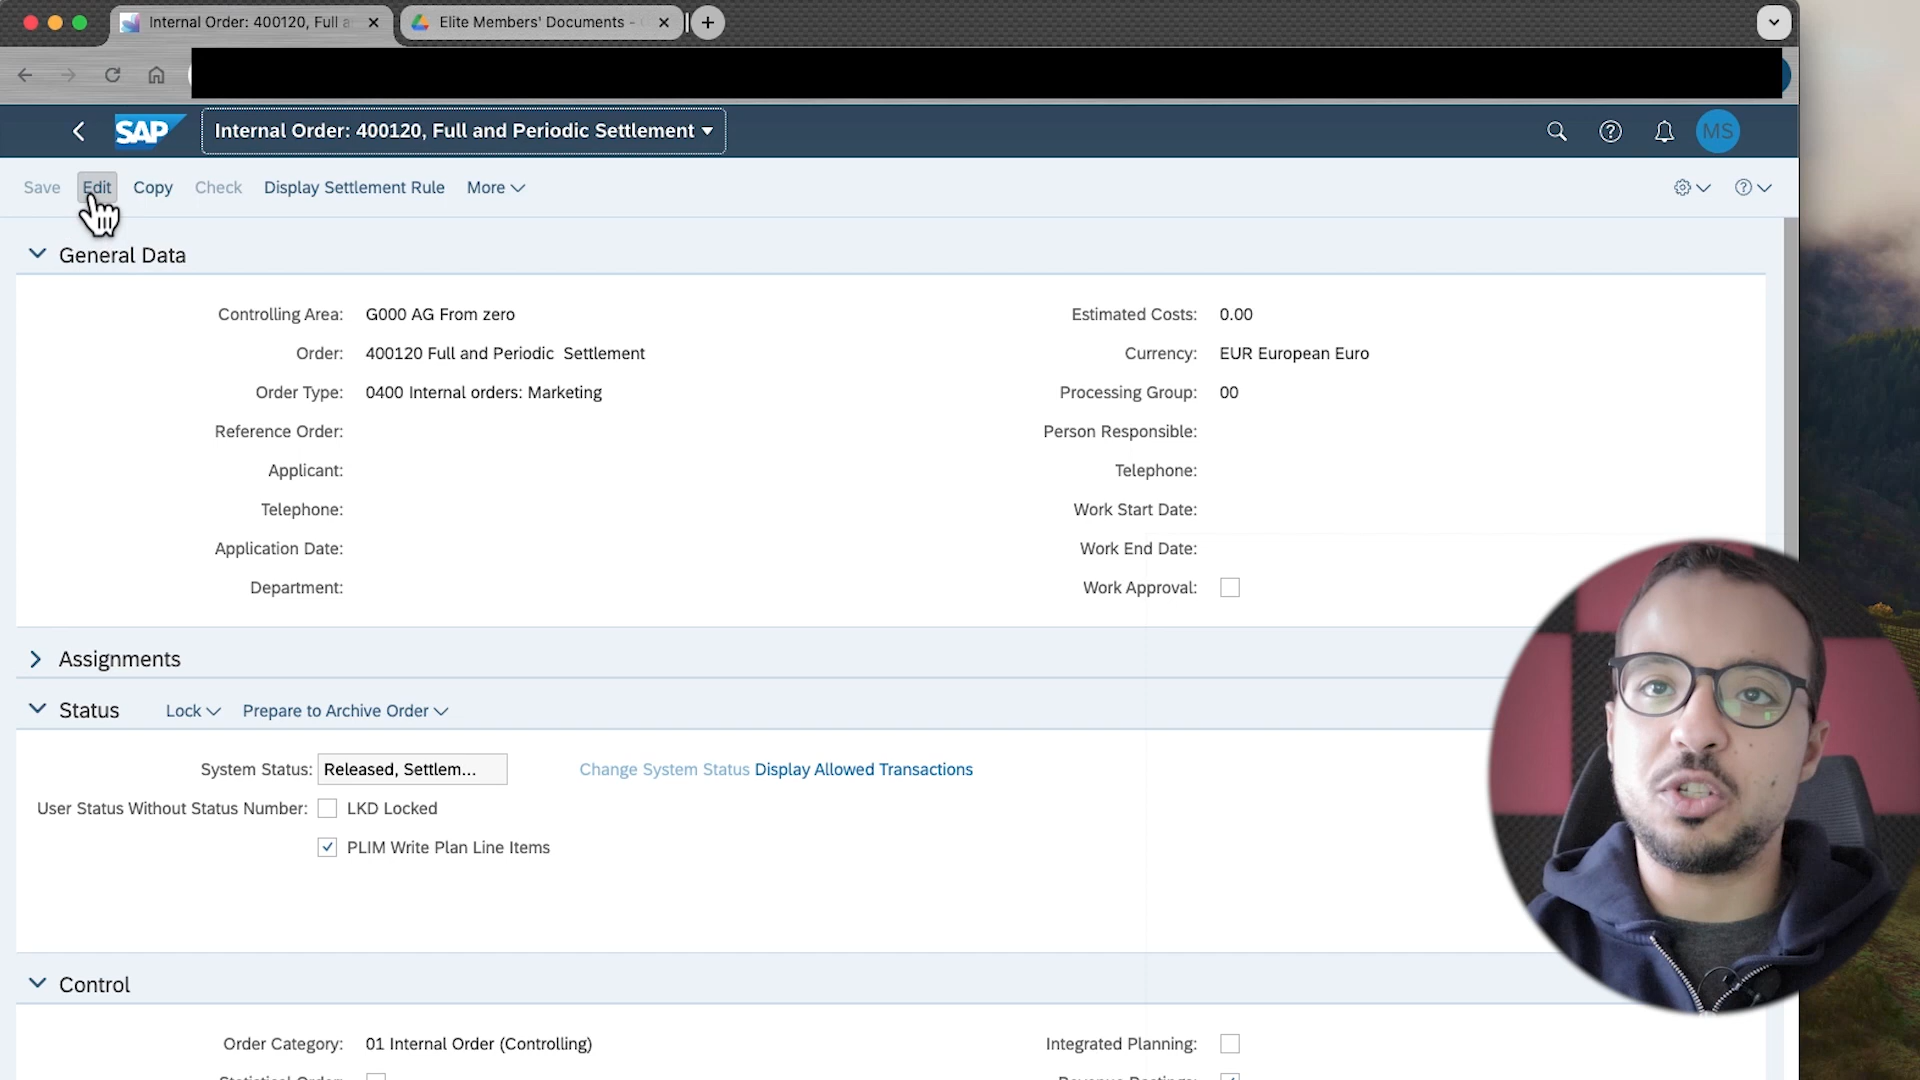 Internal Order: 400120, Full a
Elite Members' Documents -
SAP
Internal Order: 400120, Full and Periodic Settlement
MS
Save Edit Copy Check Display Settlement Rule More
General Data
Controlling Area: G000 AG From zero
Estimated Costs: 0.00
Order: 400120 Full and Periodic Settlement
Currency: EUR European Euro
Order Type: 0400 Internal orders: Marketing
Processing Group: 00
Reference Order:
Person Responsible:
Applicant:
Telephone:
Telephone:
Work Start Date:
Application Date:
Work End Date:
Department:
Work Approval:
Assignments
Status Lock Prepare to Archive Order
System Status: Released, Settlem... Change System Status Display Allowed Transactions
User Status Without Status Number: LKD Locked
PLIM Write Plan Line Items
Control
Order Category: 01 Internal Order (Controlling)
Integrated Planning: